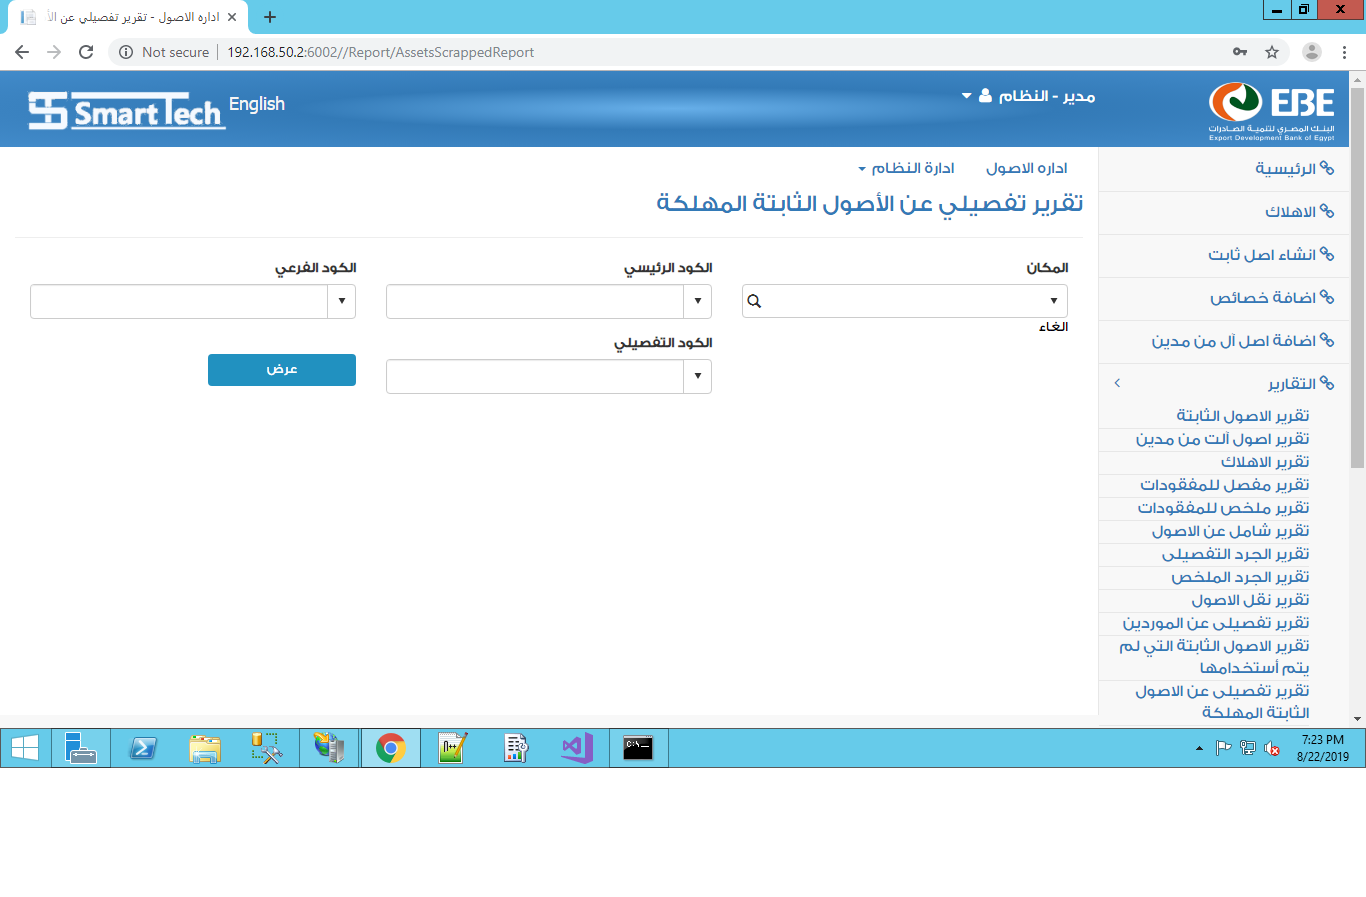 اداره الاصول - تقرير تفصيلي عن الأ
Not secure
192.168.50.2:6002//Report/AssetsScrappedReport
SmartTech
English
مدير - النظام
EBE
البنك المصري لتنمية الصادرات
Export Development Bank of Egypt
اداره الاصول
ادارة النظام
تقرير تفصيلي عن الأصول الثابتة المهلكة
المكان
الغاء
الكود الرئيسي
الكود الفرعي
الكود التفصيلي
عرض
الرئيسية
الاهلاك
انشاء اصل ثابت
اضافة خصائص
اضافة اصل آل من مدين
التقارير
تقرير الاصول الثابتة
تقرير اصول آلت من مدين
تقرير الاهلاك
تقرير مفصل للمفقودات
تقرير ملخص للمفقودات
تقرير شامل عن الاصول
تقرير الجرد التفصيلى
تقرير الجرد الملخص
تقرير نقل الاصول
تقرير تفصيلى عن الموردين
تقرير الاصول الثابتة التي لم
يتم أستخدامها
تقرير تفصيلى عن الاصول
الثابتة المهلكة
7:23 PM
8/22/2019